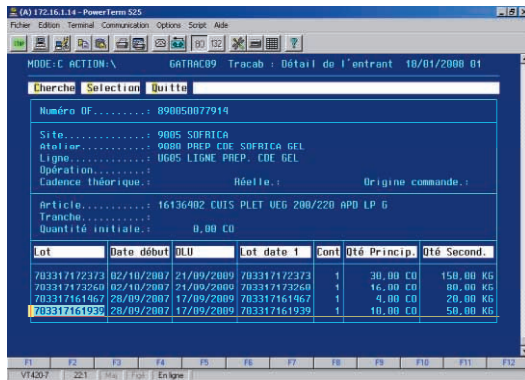 (A) 172.16.1.14 - PowerTerm 525
Fichier Edition Terminal Communication Options Script Aide
80 132
MODE:C ACTION:\ GATRAC09 Tracab : Détail de l'entrant 18/01/2008 01
Cherche Selection Quitte
Numéro OF.........: 890050077914
Site..............: 9005 SOFRICA
Atelier...........: 9080 PREP CDE SOFRICA GEL
Ligne.............: UG05 LIGNE PREP. CDE GEL
Opération.........:
Cadence théorique.: Réelle.: Origine commande.:
Article...........: 16136402 CUIS PLET VEG 200/220 APD LP G
Tranche...........:
Quantité initiale.: 0,00 CO
Lot Date début DLU Lot date 1 Cont Qté Princip. Qté Second.
703317172373 02/10/2007 21/09/2009 703317172373 1 30,00 CO 150,00 KG
703317173260 02/10/2007 21/09/2009 703317173260 1 16,00 CO 80,00 KG
703317161467 28/09/2007 17/09/2009 703317161467 1 4,00 CO 20,00 KG
703317161939 28/09/2007 17/09/2009 703317161939 1 10,00 CO 50,00 KG
F1 F2 F3 F4 F5 F6 F7 F8 F9 F10 F11 F12
VT420-7 22:1 Maj Figé En ligne